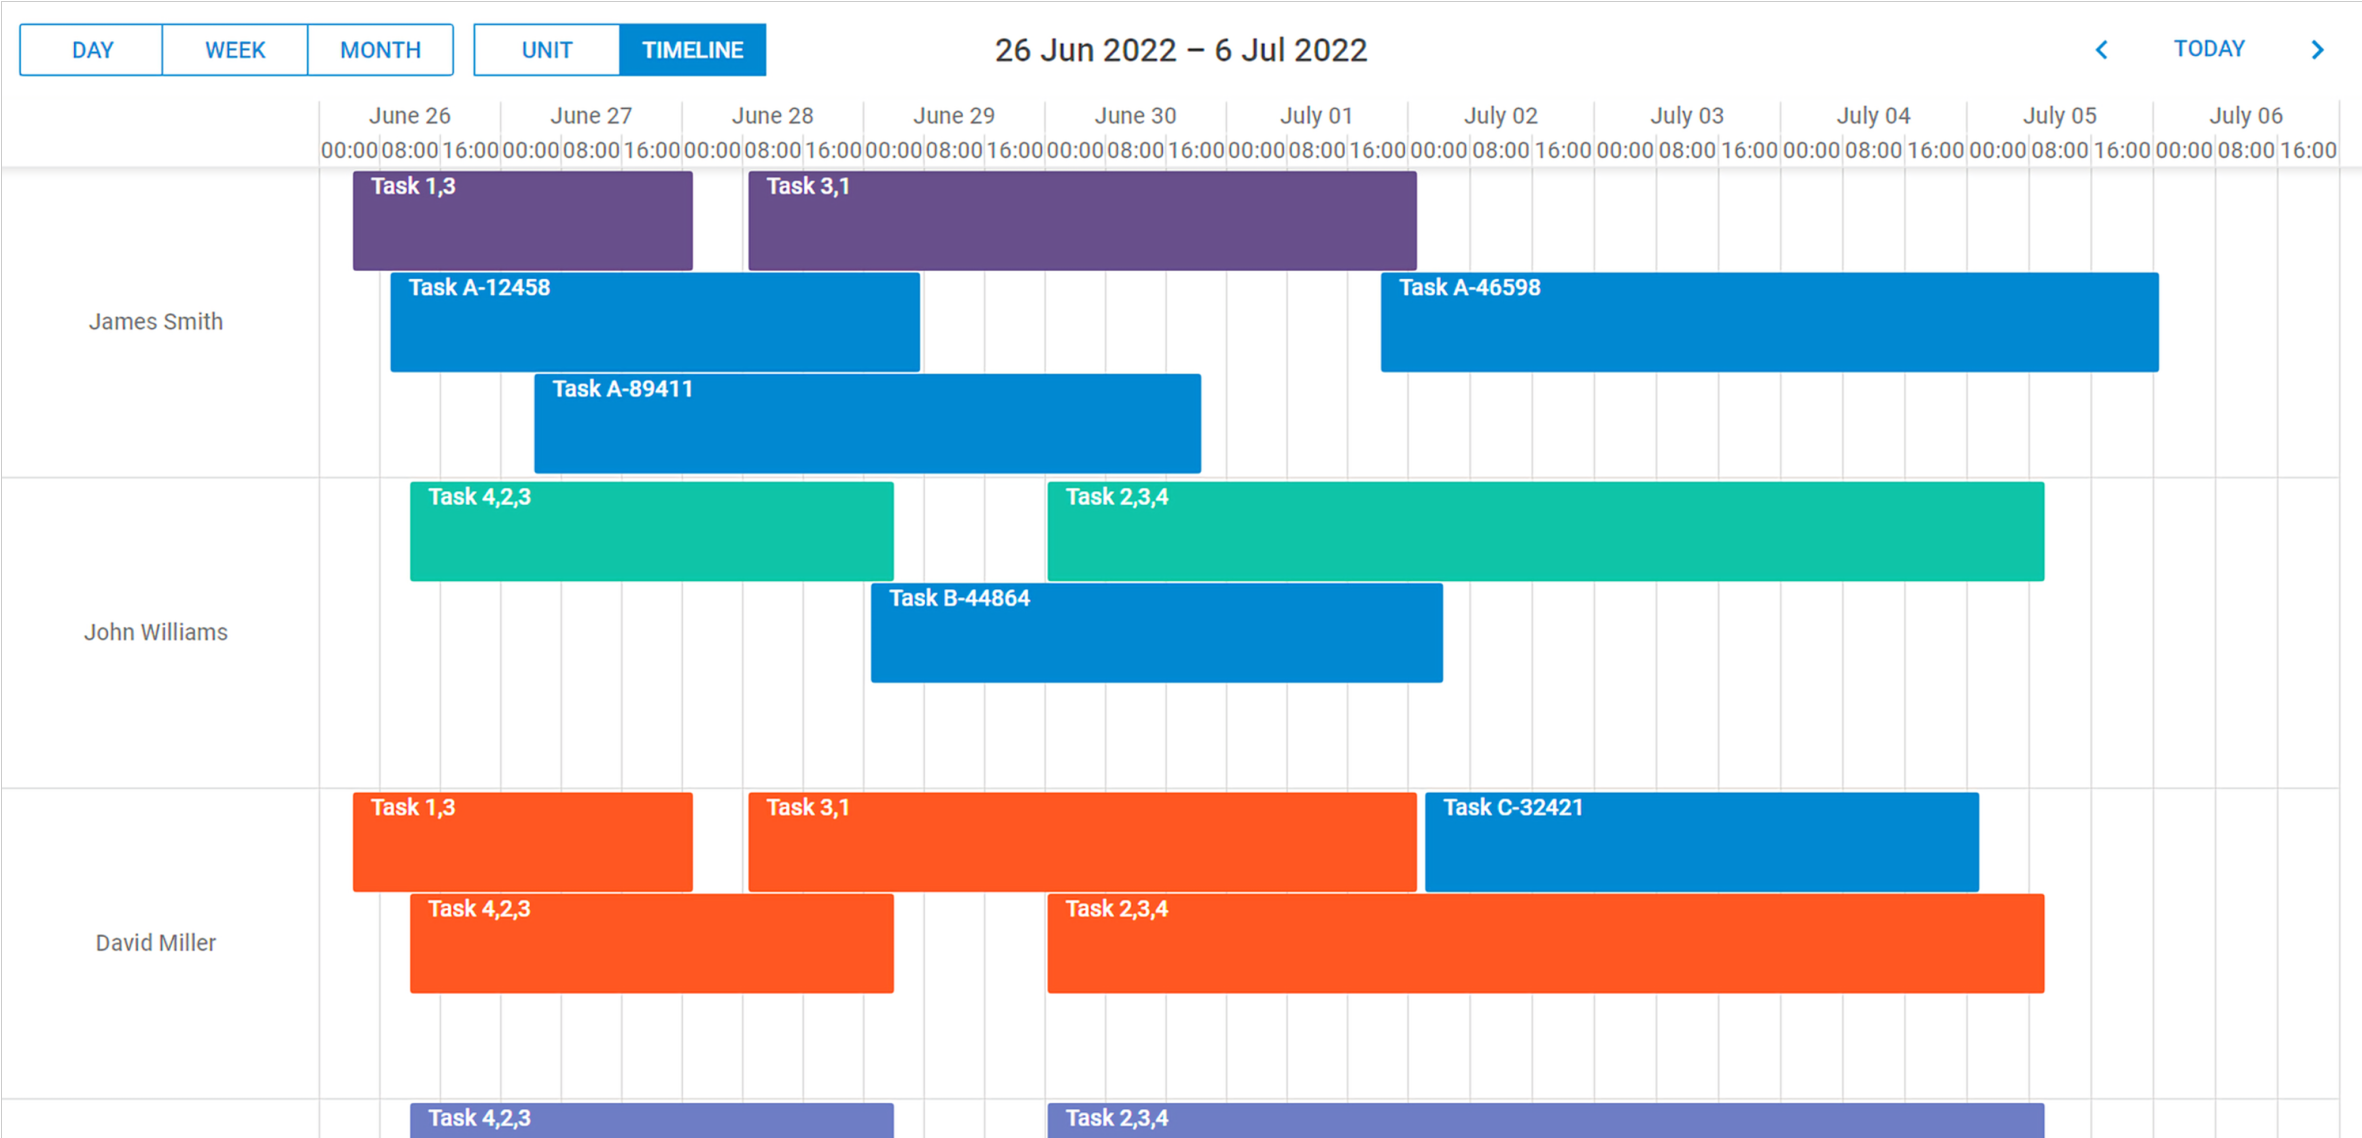 DAY WEEK MONTH UNIT TIMELINE 26 Jun 2022 – 6 Jul 2022 TODAY
June 26 June 27 June 28 June 29 June 30 July 01 July 02 July 03 July 04 July 05 July 06
00:00 08:00 16:00 00:00 08:00 16:00 00:00 08:00 16:00 00:00 08:00 16:00 00:00 08:00 16:00 00:00 08:00 16:00 00:00 08:00 16:00 00:00 08:00 16:00 00:00 08:00 16:00 00:00 08:00 16:00 00:00 08:00 16:00
Task 1,3 Task 3,1
Task A-12458 Task A-46598
James Smith
Task A-89411
Task 4,2,3 Task 2,3,4
Task B-44864
John Williams
Task 1,3 Task 3,1 Task C-32421
Task 4,2,3 Task 2,3,4
David Miller
Task 4,2,3 Task 2,3,4